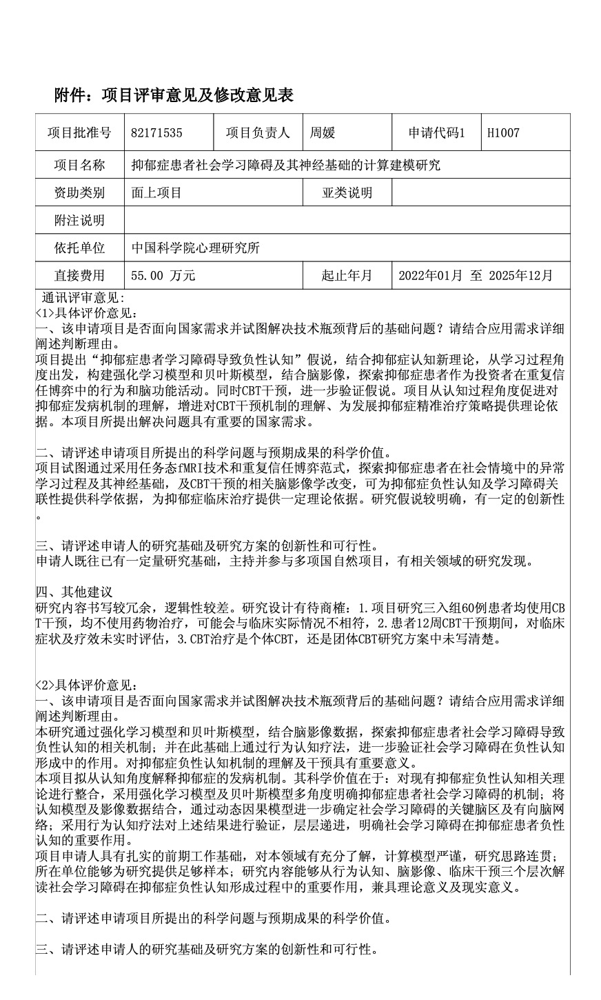 附件：项目评审意见及修改意见表
项目批准号 82171535 项目负责人 周媛 申请代码1 H1007
项目名称 抑郁症患者社会学习障碍及其神经基础的计算建模研究
资助类别 面上项目 亚类说明
附注说明
依托单位 中国科学院心理研究所
直接费用 55.00 万元 起止年月 2022年01月 至 2025年12月
通讯评审意见：
<1>具体评价意见：
一、该申请项目是否面向国家需求并试图解决技术瓶颈背后的基础问题？请结合应用需求详细
阐述判断理由。
项目提出“抑郁症患者学习障碍导致负性认知”假说，结合抑郁症认知新理论，从学习过程角
度出发，构建强化学习模型和贝叶斯模型，结合脑影像，探索抑郁症患者作为投资者在重复信
任博弈中的行为和脑功能活动。同时CBT干预，进一步验证假说。项目从认知过程角度促进对
抑郁症发病机制的理解，增进对CBT干预机制的理解、为发展抑郁症精准治疗策略提供理论依
据。本项目所提出解决问题具有重要的国家需求。
二、请评述申请项目所提出的科学问题与预期成果的科学价值。
项目试图通过采用任务态fMRI技术和重复信任博弈范式，探索抑郁症患者在社会情境中的异常
学习过程及其神经基础，及CBT干预的相关脑影像学改变，可为抑郁症负性认知及学习障碍关
联性提供科学依据，为抑郁症临床治疗提供一定理论依据。研究假说较明确，有一定的创新性
。
三、请评述申请人的研究基础及研究方案的创新性和可行性。
申请人既往已有一定量研究基础，主持并参与多项国自然项目，有相关领域的研究发现。
四、其他建议
研究内容书写较冗余，逻辑性较差。研究设计有待商榷：1.项目研究三入组60例患者均使用CB
T干预，均不使用药物治疗，可能会与临床实际情况不相符，2.患者12周CBT干预期间，对临床
症状及疗效未实时评估，3.CBT治疗是个体CBT，还是团体CBT研究方案中未写清楚。
<2>具体评价意见：
一、该申请项目是否面向国家需求并试图解决技术瓶颈背后的基础问题？请结合应用需求详细
阐述判断理由。
本研究通过强化学习模型和贝叶斯模型，结合脑影像数据，探索抑郁症患者社会学习障碍导致
负性认知的相关机制；并在此基础上通过行为认知疗法，进一步验证社会学习障碍在负性认知
形成中的作用。对抑郁症负性认知机制的理解及干预具有重要意义。
本项目拟从认知角度解释抑郁症的发病机制。其科学价值在于：对现有抑郁症负性认知相关理
论进行整合，采用强化学习模型及贝叶斯模型多角度明确抑郁症患者社会学习障碍的机制；将
认知模型及影像数据结合，通过动态因果模型进一步确定社会学习障碍的关键脑区及有向脑网
络；采用行为认知疗法对上述结果进行验证，层层递进，明确社会学习障碍在抑郁症患者负性
认知的重要作用。
项目申请人具有扎实的前期工作基础，对本领域有充分了解，计算模型严谨，研究思路连贯；
所在单位能够为研究提供足够样本；研究内容能够从行为认知、脑影像、临床干预三个层次解
读社会学习障碍在抑郁症负性认知形成过程中的重要作用，兼具理论意义及现实意义。
二、请评述申请项目所提出的科学问题与预期成果的科学价值。
三、请评述申请人的研究基础及研究方案的创新性和可行性。